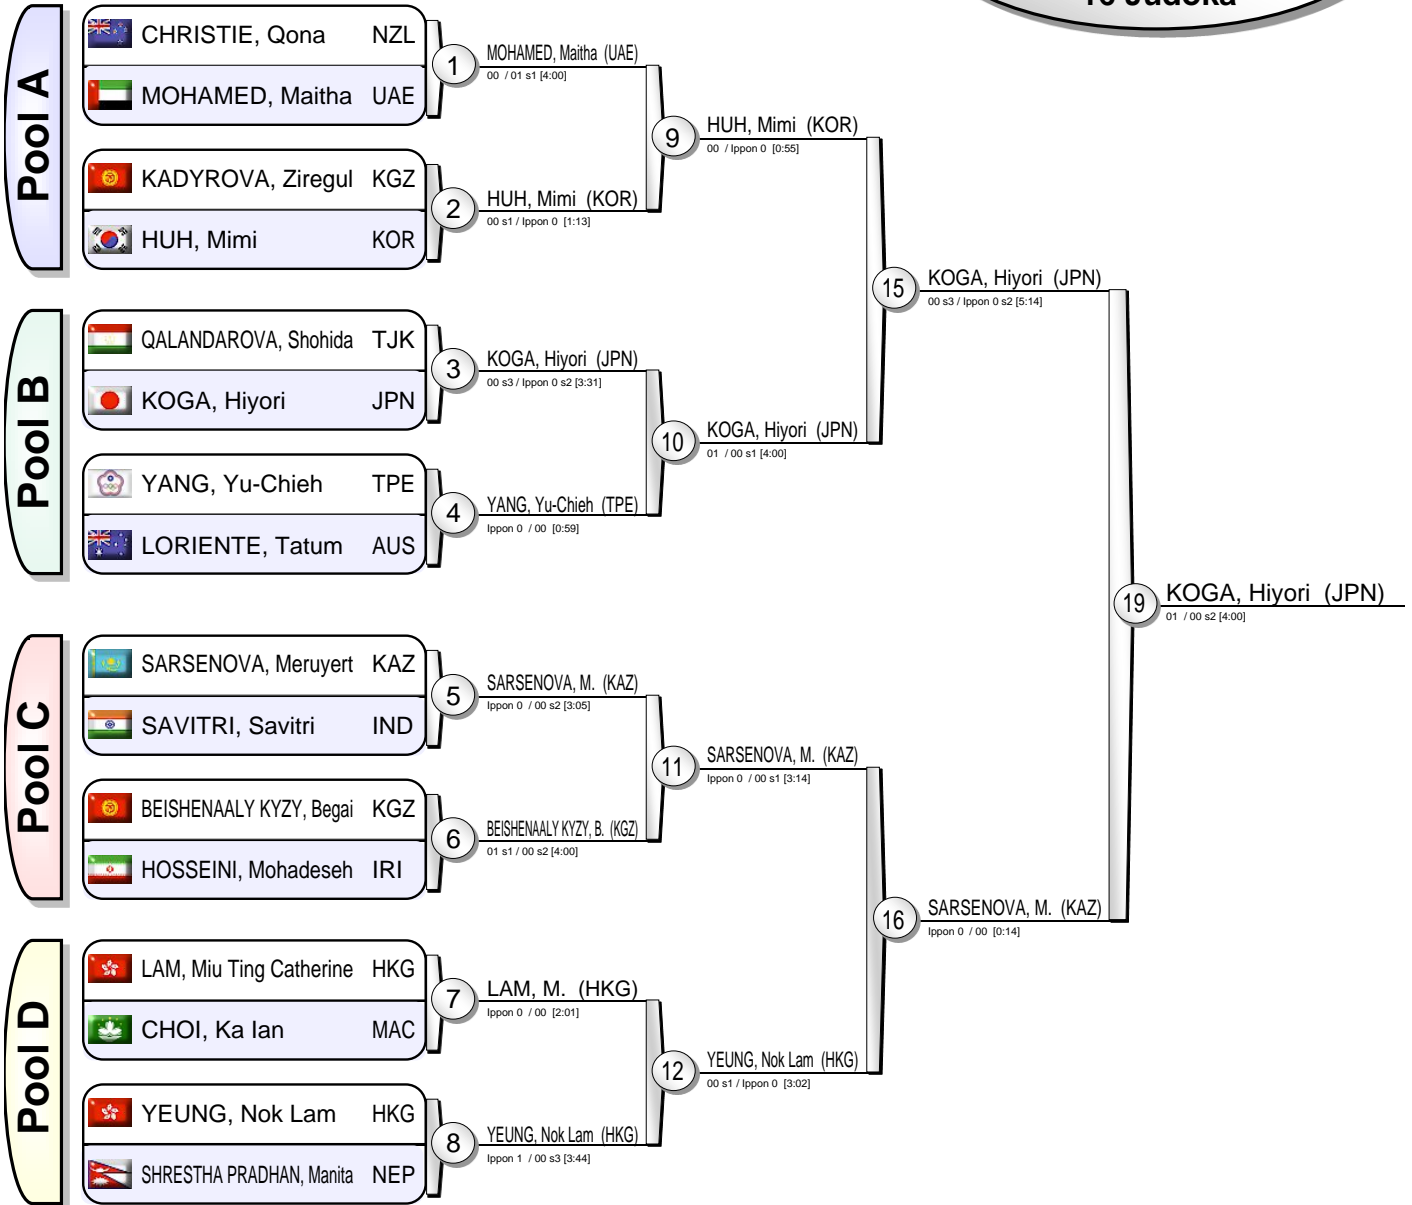 16 Judoka
Pool A
CHRISTIE, Qona NZL
MOHAMED, Maitha UAE
KADYROVA, Ziregul KGZ
HUH, Mimi KOR
1
MOHAMED, Maitha (UAE)
00 / 01 s1 [4:00]
2
HUH, Mimi (KOR)
00 s1 / Ippon 0 [1:13]
9
HUH, Mimi (KOR)
00 / Ippon 0 [0:55]
Pool B
QALANDAROVA, Shohida TJK
KOGA, Hiyori JPN
YANG, Yu-Chieh TPE
LORIENTE, Tatum AUS
3
KOGA, Hiyori (JPN)
00 s3 / Ippon 0 s2 [3:31]
4
YANG, Yu-Chieh (TPE)
Ippon 0 / 00 [0:59]
10
KOGA, Hiyori (JPN)
01 / 00 s1 [4:00]
15
KOGA, Hiyori (JPN)
00 s3 / Ippon 0 s2 [5:14]
Pool C
SARSENOVA, Meruyert KAZ
SAVITRI, Savitri IND
BEISHENAALY KYZY, Begai KGZ
HOSSEINI, Mohadeseh IRI
5
SARSENOVA, M. (KAZ)
Ippon 0 / 00 s2 [3:05]
6
BEISHENAALY KYZY, B. (KGZ)
01 s1 / 00 s2 [4:00]
11
SARSENOVA, M. (KAZ)
Ippon 0 / 00 s1 [3:14]
Pool D
LAM, Miu Ting Catherine HKG
CHOI, Ka Ian MAC
YEUNG, Nok Lam HKG
SHRESTHA PRADHAN, Manita NEP
7
LAM, M. (HKG)
Ippon 0 / 00 [2:01]
8
YEUNG, Nok Lam (HKG)
Ippon 1 / 00 s3 [3:44]
12
YEUNG, Nok Lam (HKG)
00 s1 / Ippon 0 [3:02]
16
SARSENOVA, M. (KAZ)
Ippon 0 / 00 [0:14]
19
KOGA, Hiyori (JPN)
01 / 00 s2 [4:00]